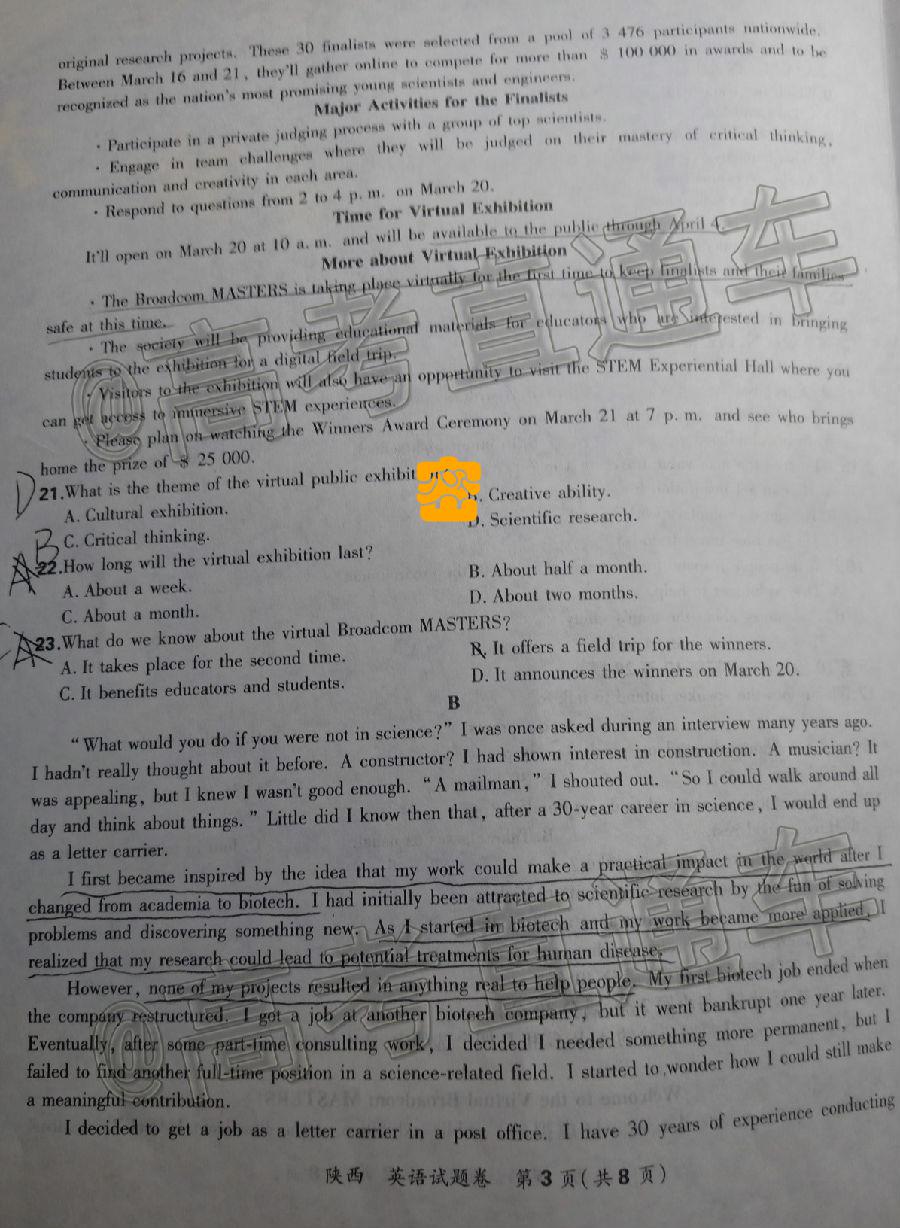 original research projects. These 30 finalists were selected from a pool of 3 476 participants nationwide.
Between March 16 and 21, they'll gather online to compete for more than $ 100 000 in awards and to be
recognized as the nation's most promising young scientists and engineers.
Major Activities for the Finalists
· Participate in a private judging process with a group of top scientists.
· Engage in team challenges where they will be judged on their mastery of critical thinking,
communication and creativity in each area.
· Respond to questions from 2 to 4 p. m. on March 20.
Time for Virtual Exhibition
It'll open on March 20 at 10 a. m. and will be available to the public through April 4.
More about Virtual Exhibition
· The Broadcom MASTERS is taking place virtually for the first time to keep finalists and their families
safe at this time.
· The society will be providing educational materials for educators who are interested in bringing
students to the exhibition for a digital field trip.
· Visitors to the exhibition will also have an opportunity to visit the STEM Experiential Hall where you
can get access to immersive STEM experiences.
· Please plan on watching the Winners Award Ceremony on March 21 at 7 p. m. and see who brings
home the prize of $ 25 000.
D 21.What is the theme of the virtual public
A. Cultural exhibition.
Creative ability.
C. Critical thinking.
D. Scientific research.
B
A 22.How long will the virtual exhibition last?
A. About a week.
B. About half a month.
C. About a month.
D. About two months.
A 23.What do we know about the virtual Broadcom MASTERS?
A. It takes place for the second time.
B. It offers a field trip for the winners.
C. It benefits educators and students.
D. It announces the winners on March 20.
B
“What would you do if you were not in science?” I was once asked during an interview many years ago.
I hadn't really thought about it before. A constructor? I had shown interest in construction. A musician? It
was appealing, but I knew I wasn't good enough. “A mailman,” I shouted out. “So I could walk around all
day and think about things.” Little did I know then that, after a 30-year career in science, I would end up
as a letter carrier.
I first became inspired by the idea that my work could make a practical impact in the world after I
changed from academia to biotech. I had initially been attracted to scientific research by the fun of solving
problems and discovering something new. As I started in biotech and my work became more applied, I
realized that my research could lead to potential treatments for human disease.
However, none of my projects resulted in anything real to help people. My first biotech job ended when
the company restructured. I got a job at another biotech company, but it went bankrupt one year later.
Eventually, after some part-time consulting work, I decided I needed something more permanent, but I
failed to find another full-time position in a science-related field. I started to wonder how I could still make
a meaningful contribution.
I decided to get a job as a letter carrier in a post office. I have 30 years of experience conducting
陕西 英语试题卷 第3页(共8页)
@高考直通车
@高考直通车